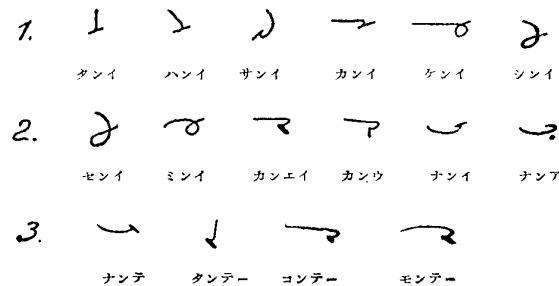 1.
タンイ ハンイ サンイ カンイ ケンイ シンイ
2.
センイ ミンイ カンエイ カンウ ナンイ ナンア
3.
ナンテ タンテー コンテー モンテー